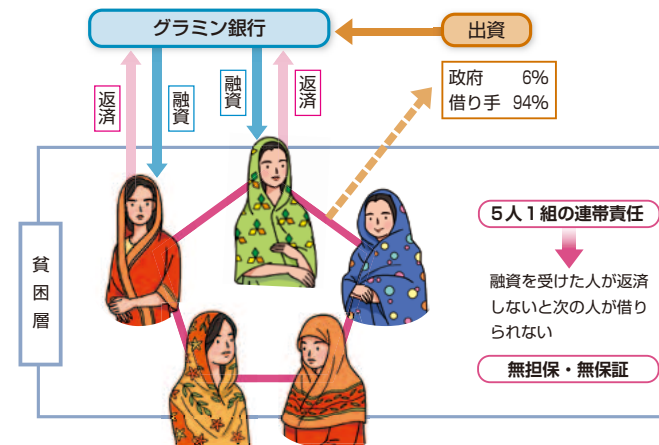 グラミン銀行
出資
政府 6%
借り手 94%
返済
融資
融資
返済
貧困層
5人1組の連帯責任
融資を受けた人が返済
しないと次の人が借り
られない
無担保・無保証